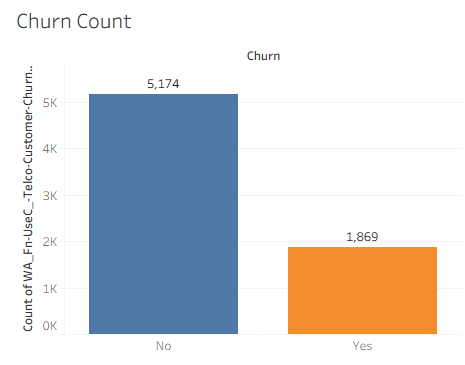 Churn Count
Churn
Count of WA_Fn-UseC_-Telco-Customer-Churn..
5K
4K
3K
2K
1K
0K
5,174
1,869
No
Yes